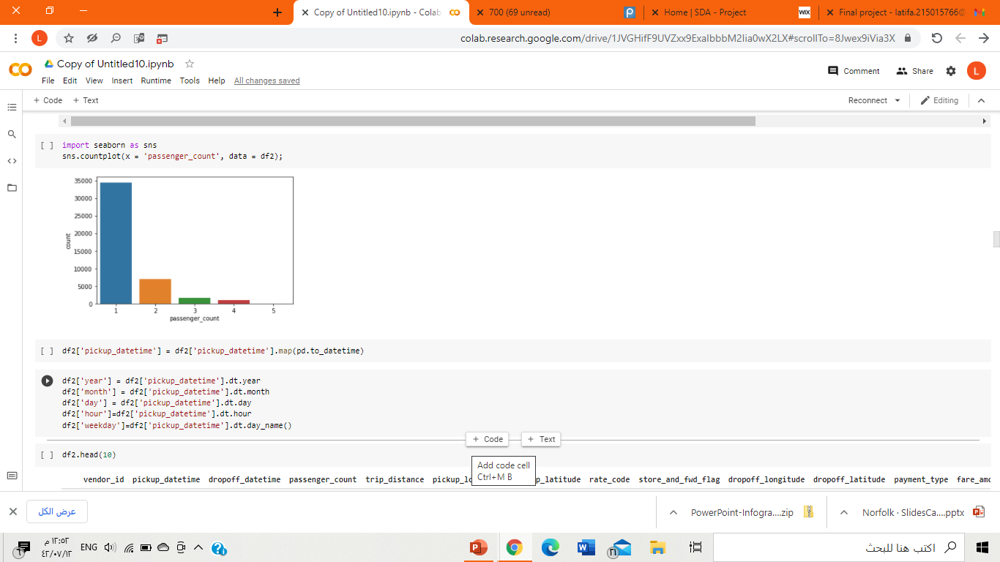 Copy of Untitled10.ipynb - Colab
700 (69 unread)
Home | SDA - Project
WiX
Final project - latifa.215015766@
L
colab.research.google.com/drive/1JVGHifF9UVZxx9ExaIbbbM2Iia0wX2LX#scrollTo=8Jwex9iVia3X
CO
Copy of Untitled10.ipynb
File Edit View Insert Runtime Tools Help All changes saved
Comment Share L
+ Code + Text
Reconnect Editing
[ ] import seaborn as sns
sns.countplot(x = 'passenger_count', data = df2);
35000
30000
25000
20000
15000
10000
5000
0
count
1 2 3 4 5
passenger_count
[ ] df2['pickup_datetime'] = df2['pickup_datetime'].map(pd.to_datetime)
df2['year'] = df2['pickup_datetime'].dt.year
df2['month'] = df2['pickup_datetime'].dt.month
df2['day'] = df2['pickup_datetime'].dt.day
df2['hour']=df2['pickup_datetime'].dt.hour
df2['weekday']=df2['pickup_datetime'].dt.day_name()
+ Code + Text
[ ] df2.head(10)
Add code cell
Ctrl+M B
vendor_id pickup_datetime dropoff_datetime passenger_count trip_distance pickup_lo p_latitude rate_code store_and_fwd_flag dropoff_longitude dropoff_latitude payment_type fare_amo
عرض الكل
PowerPoint-Infogra....zip
Norfolk · SlidesCa....pptx
١٢:٥٢ م
٤٢/٠٧/١٣
ENG
٢١
اكتب هنا للبحث